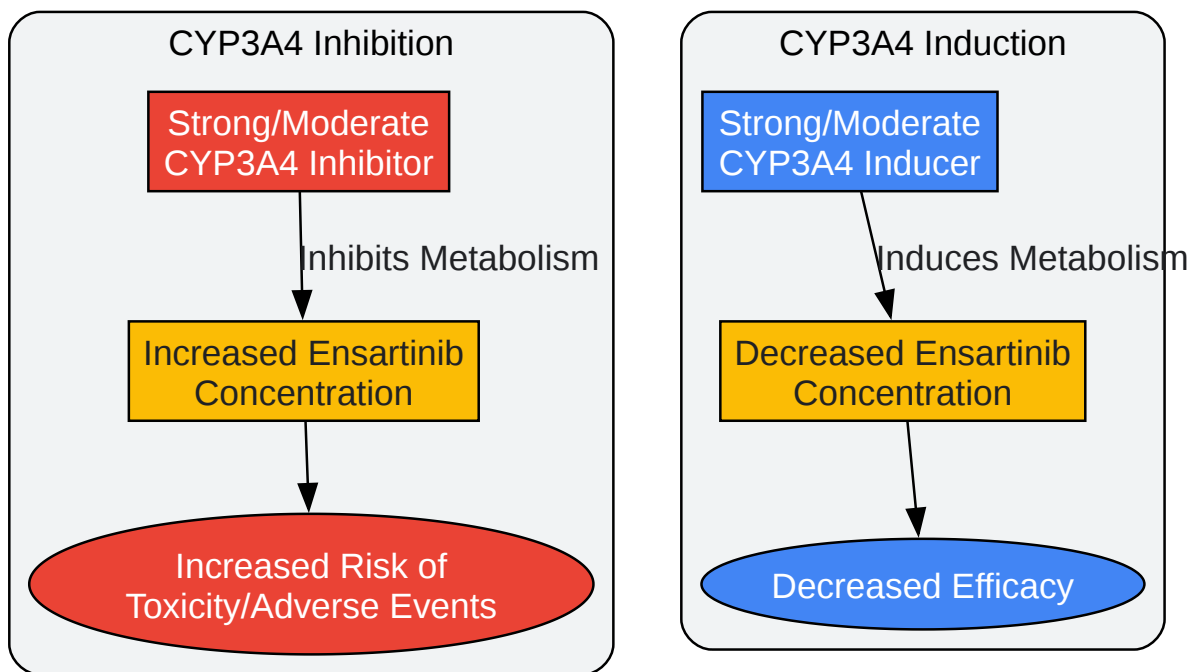 CYP3A4 Inhibition
Strong/Moderate
CYP3A4 Inhibitor
Inhibits Metabolism
Increased Ensartinib
Concentration
Increased Risk of
Toxicity/Adverse Events
CYP3A4 Induction
Strong/Moderate
CYP3A4 Inducer
Induces Metabolism
Decreased Ensartinib
Concentration
Decreased Efficacy